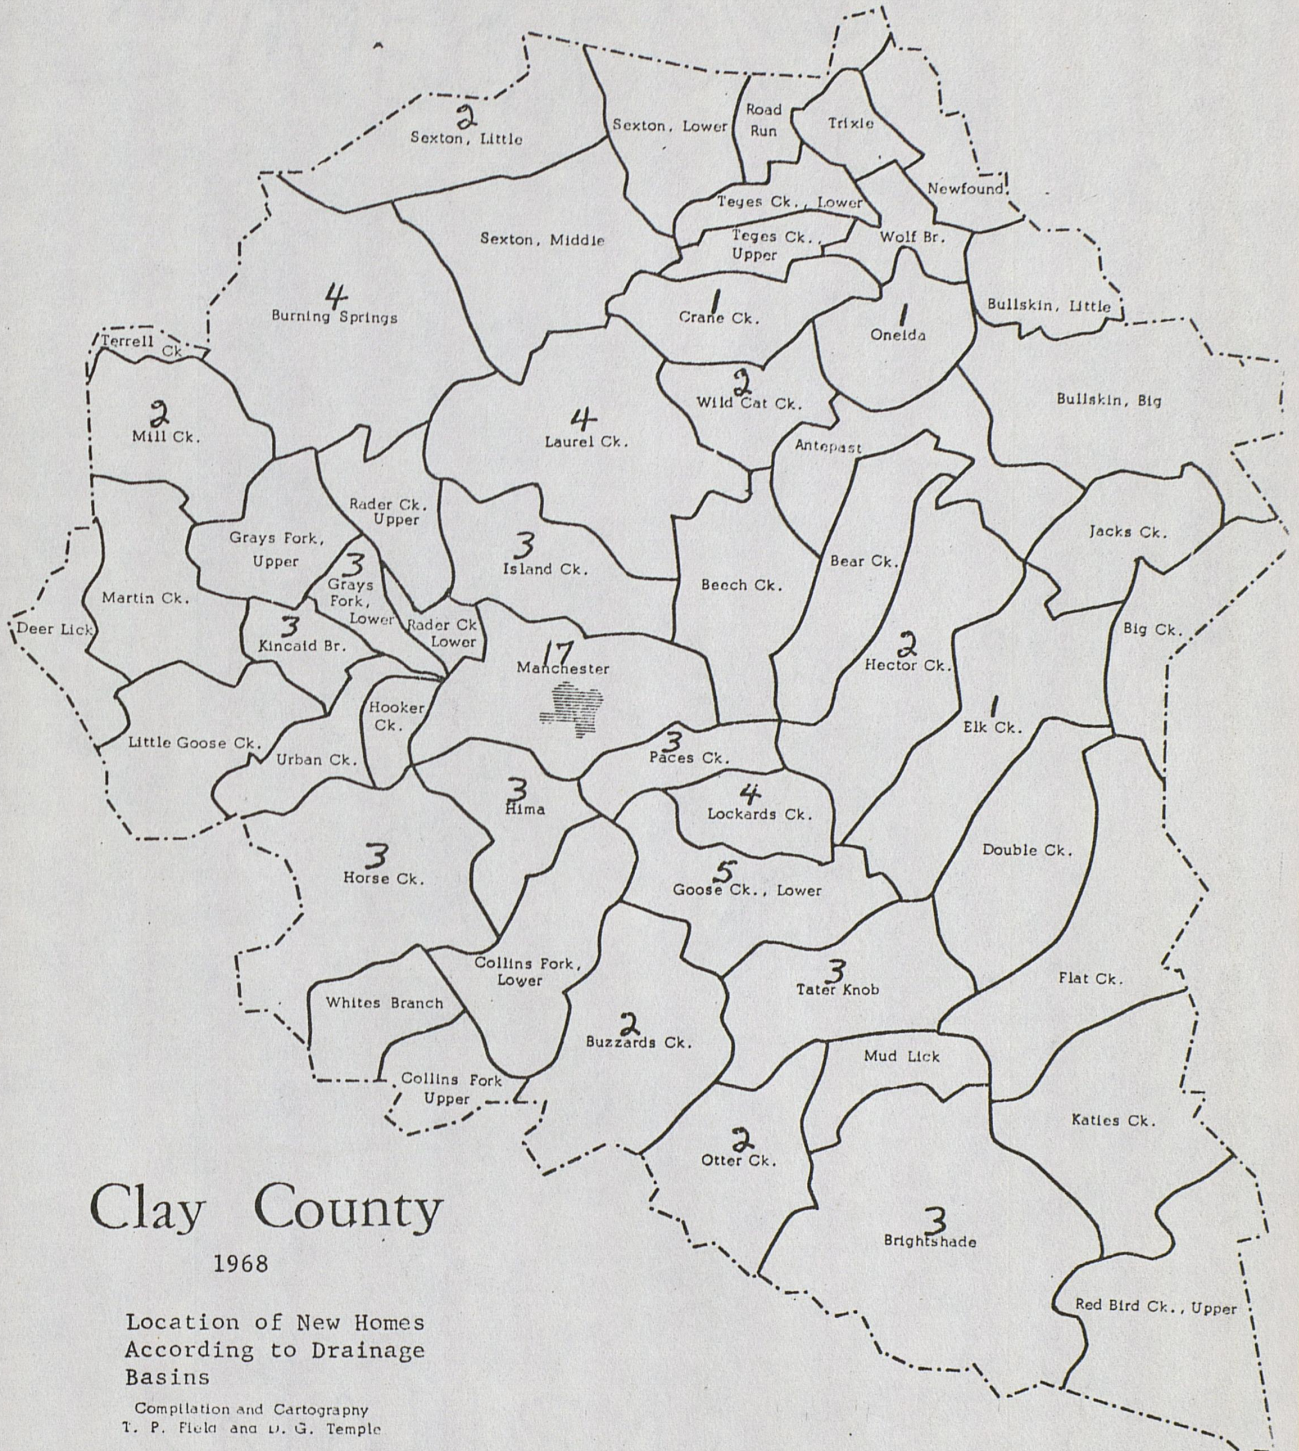 2
Sexton, Little
Sexton, Lower
Road
Run
Trixie
Newfound
Teges Ck., Lower
Teges Ck.,
Upper
Wolf Br.
Sexton, Middle
4
Burning Springs
1
Crane Ck.
1
Oneida
Bullskin, Little
Terrell
Ck
2
Mill Ck.
2
Wild Cat Ck.
Bullskin, Big
4
Laurel Ck.
Antepast
Rader Ck.
Upper
Grays Fork,
Upper
3
Island Ck.
Beech Ck.
Bear Ck.
Jacks Ck.
3
Grays
Fork,
Lower
Rader Ck
Lower
Martin Ck.
Deer Lick
3
Kincaid Br.
17
Manchester
2
Hector Ck.
Big Ck.
Hooker
Ck.
Little Goose Ck.
Urban Ck.
3
Paces Ck.
1
Elk Ck.
3
Hima
4
Lockards Ck.
Double Ck.
3
Horse Ck.
5
Goose Ck., Lower
Collins Fork,
Lower
Whites Branch
3
Tater Knob
Flat Ck.
2
Buzzards Ck.
Mud Lick
Collins Fork
Upper
Katies Ck.
2
Otter Ck.
3
Brightshade
Red Bird Ck., Upper
Clay County
1968
Location of New Homes
According to Drainage
Basins
Compilation and Cartography
T. P. Field and D. G. Temple